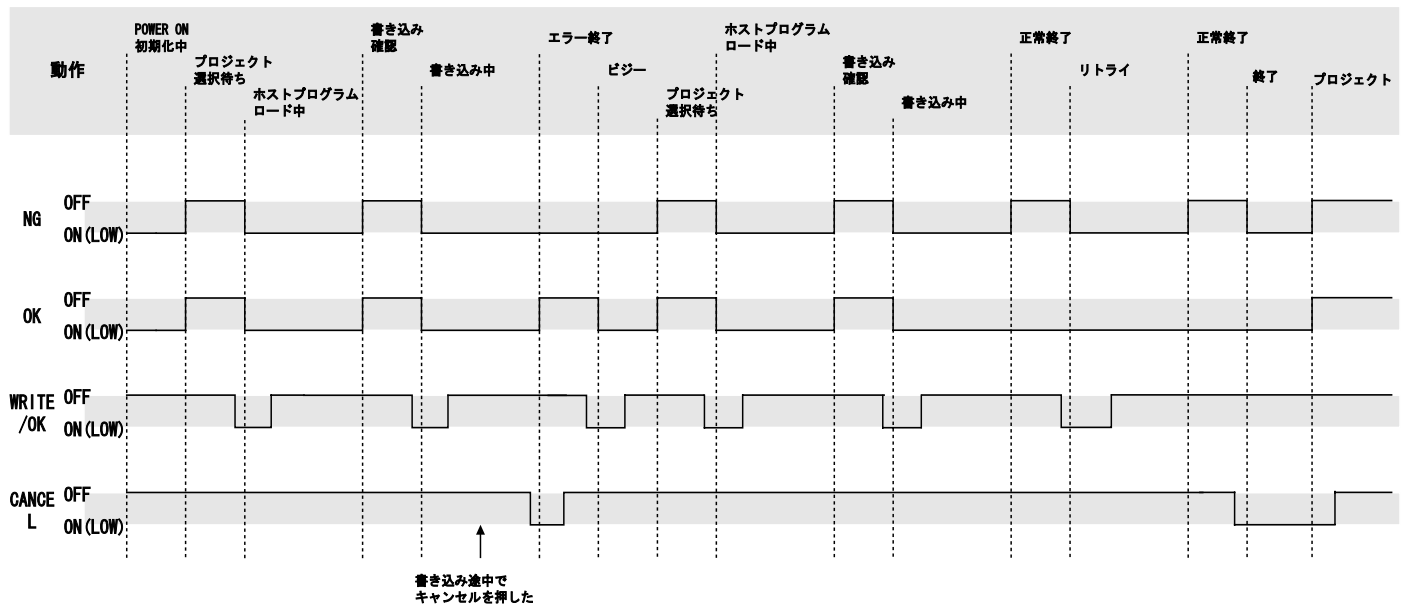 動作
POWER ON
初期化中
プロジェクト
選択待ち
ホストプログラム
ロード中
書き込み
確認
書き込み中
エラー終了
ビジー
プロジェクト
選択待ち
ホストプログラム
ロード中
書き込み
確認
書き込み中
正常終了
リトライ
正常終了
終了
プロジェクト
NG
OFF
ON(LOW)
OK
OFF
ON(LOW)
WRITE
/OK
OFF
ON(LOW)
CANCE
L
OFF
ON(LOW)
書き込み途中で
キャンセルを押した